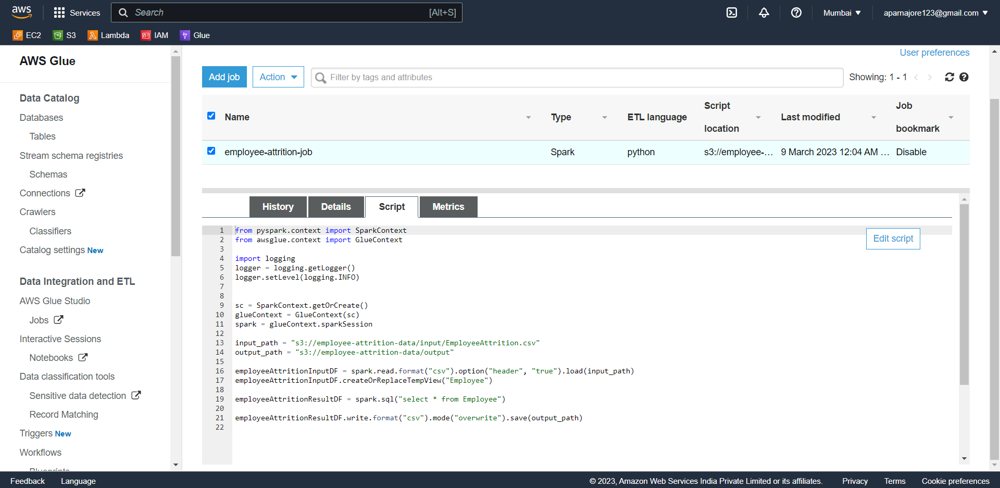 aws Services Search [Alt+S] Mumbai aparnajore123@gmail.com
EC2 S3 Lambda IAM Glue
AWS Glue
Data Catalog
Databases
Tables
Stream schema registries
Schemas
Connections
Crawlers
Classifiers
Catalog settings New
Data Integration and ETL
AWS Glue Studio
Jobs
Interactive Sessions
Notebooks
Data classification tools
Sensitive data detection
Record Matching
Triggers New
Workflows
Blueprints
User preferences
Add job Action Filter by tags and attributes Showing: 1 - 1
Name Type ETL language Script location Last modified Job bookmark
employee-attrition-job Spark python s3://employee-... 9 March 2023 12:04 AM ... Disable
History Details Script Metrics
Edit script
1 from pyspark.context import SparkContext
2 from awsglue.context import GlueContext
3
4 import logging
5 logger = logging.getLogger()
6 logger.setLevel(logging.INFO)
7
8
9 sc = SparkContext.getOrCreate()
10 glueContext = GlueContext(sc)
11 spark = glueContext.sparkSession
12
13 input_path = "s3://employee-attrition-data/input/EmployeeAttrition.csv"
14 output_path = "s3://employee-attrition-data/output"
15
16 employeeAttritionInputDF = spark.read.format("csv").option("header", "true").load(input_path)
17 employeeAttritionInputDF.createOrReplaceTempView("Employee")
18
19 employeeAttritionResultDF = spark.sql("select * from Employee")
20
21 employeeAttritionResultDF.write.format("csv").mode("overwrite").save(output_path)
22
Feedback Language © 2023, Amazon Web Services India Private Limited or its affiliates. Privacy Terms Cookie preferences